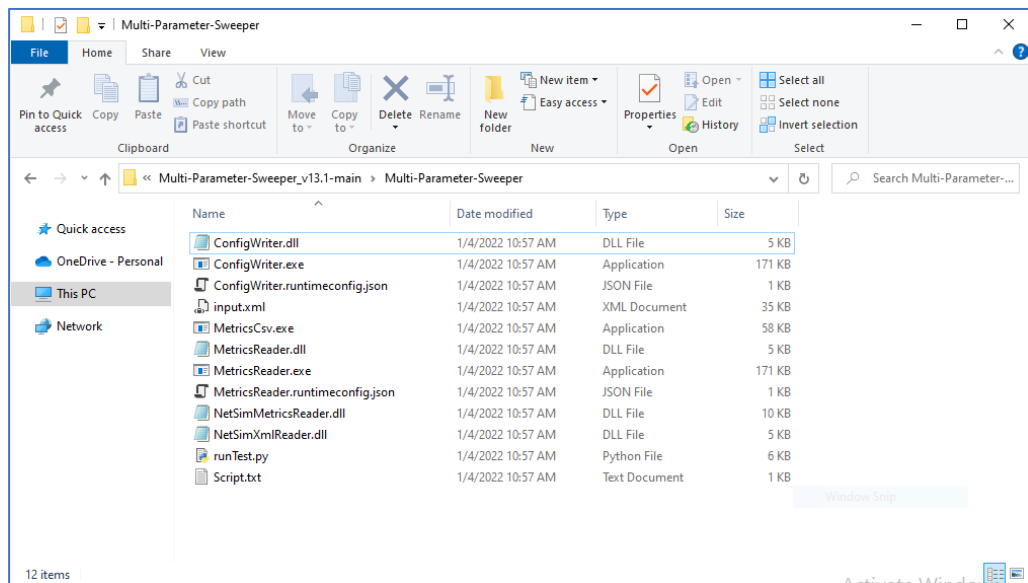 Multi-Parameter-Sweeper
File Home Share View
Pin to Quick access
Copy
Paste
Cut
Copy path
Paste shortcut
Clipboard
Move to
Copy to
Delete
Rename
Organize
New folder
New item
Easy access
New
Properties
Open
Edit
History
Open
Select all
Select none
Invert selection
Select
« Multi-Parameter-Sweeper_v13.1-main › Multi-Parameter-Sweeper
Search Multi-Parameter-...
Quick access
OneDrive - Personal
This PC
Network
Name Date modified Type Size
ConfigWriter.dll 1/4/2022 10:57 AM DLL File 5 KB
ConfigWriter.exe 1/4/2022 10:57 AM Application 171 KB
ConfigWriter.runtimeconfig.json 1/4/2022 10:57 AM JSON File 1 KB
input.xml 1/4/2022 10:57 AM XML Document 35 KB
MetricsCsv.exe 1/4/2022 10:57 AM Application 58 KB
MetricsReader.dll 1/4/2022 10:57 AM DLL File 5 KB
MetricsReader.exe 1/4/2022 10:57 AM Application 171 KB
MetricsReader.runtimeconfig.json 1/4/2022 10:57 AM JSON File 1 KB
NetSimMetricsReader.dll 1/4/2022 10:57 AM DLL File 10 KB
NetSimXmlReader.dll 1/4/2022 10:57 AM DLL File 5 KB
runTest.py 1/4/2022 10:57 AM Python File 6 KB
Script.txt 1/4/2022 10:57 AM Text Document 1 KB
Window Snip
12 items